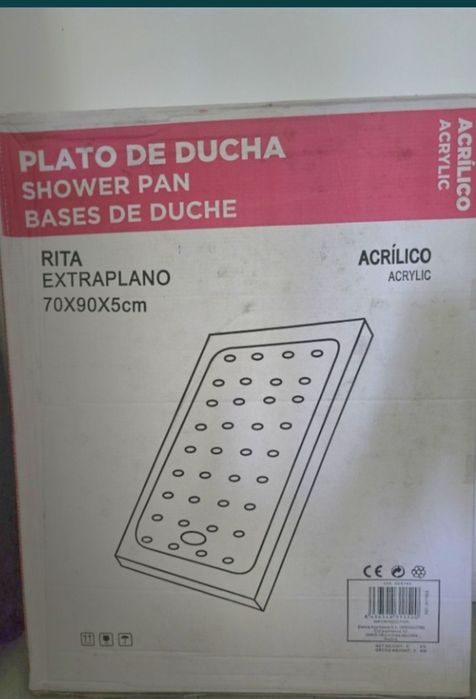 PLATO DE DUCHA
SHOWER PAN
BASES DE DUCHE
ACRÍLICO
ACRYLIC
RITA
EXTRAPLANO
70X90X5cm
ACRÍLICO
ACRYLIC
CE